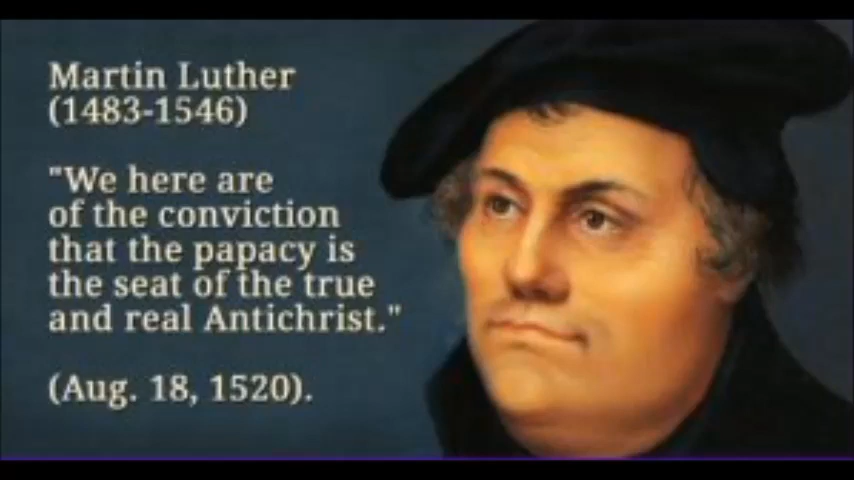 Martin Luther
(1483-1546)
"We here are
of the conviction
that the papacy is
the seat of the true
and real Antichrist."
(Aug. 18, 1520).